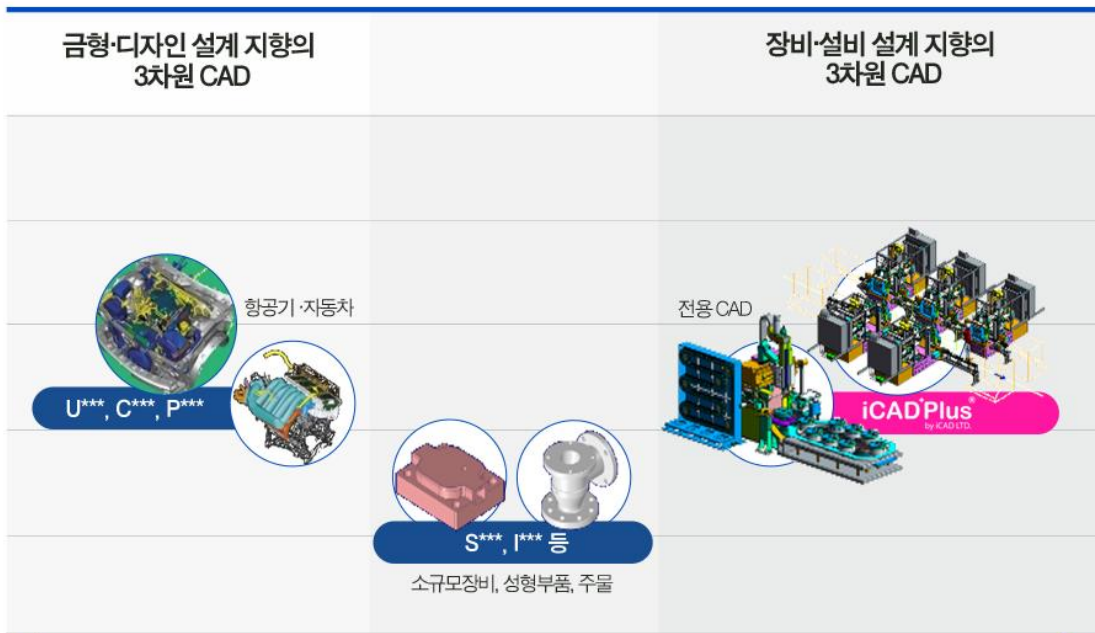 금형·디자인 설계 지향의
3차원 CAD
장비·설비 설계 지향의
3차원 CAD
항공기 ·자동차
전용 CAD
U***, C***, P***
iCAD Plus®
by iCAD LTD.
S***, I*** 등
소규모장비, 성형부품, 주물